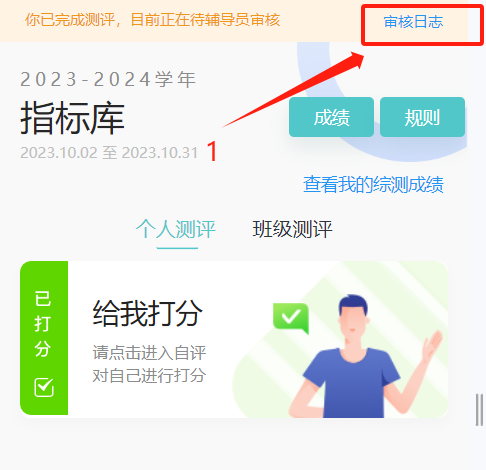 你已完成测评，目前正在待辅导员审核
审核日志
2023-2024学年
指标库
成绩
规则
2023.10.02 至 2023.10.31
1
查看我的综测成绩
个人测评
班级测评
已打分
给我打分
请点击进入自评
对自己进行打分